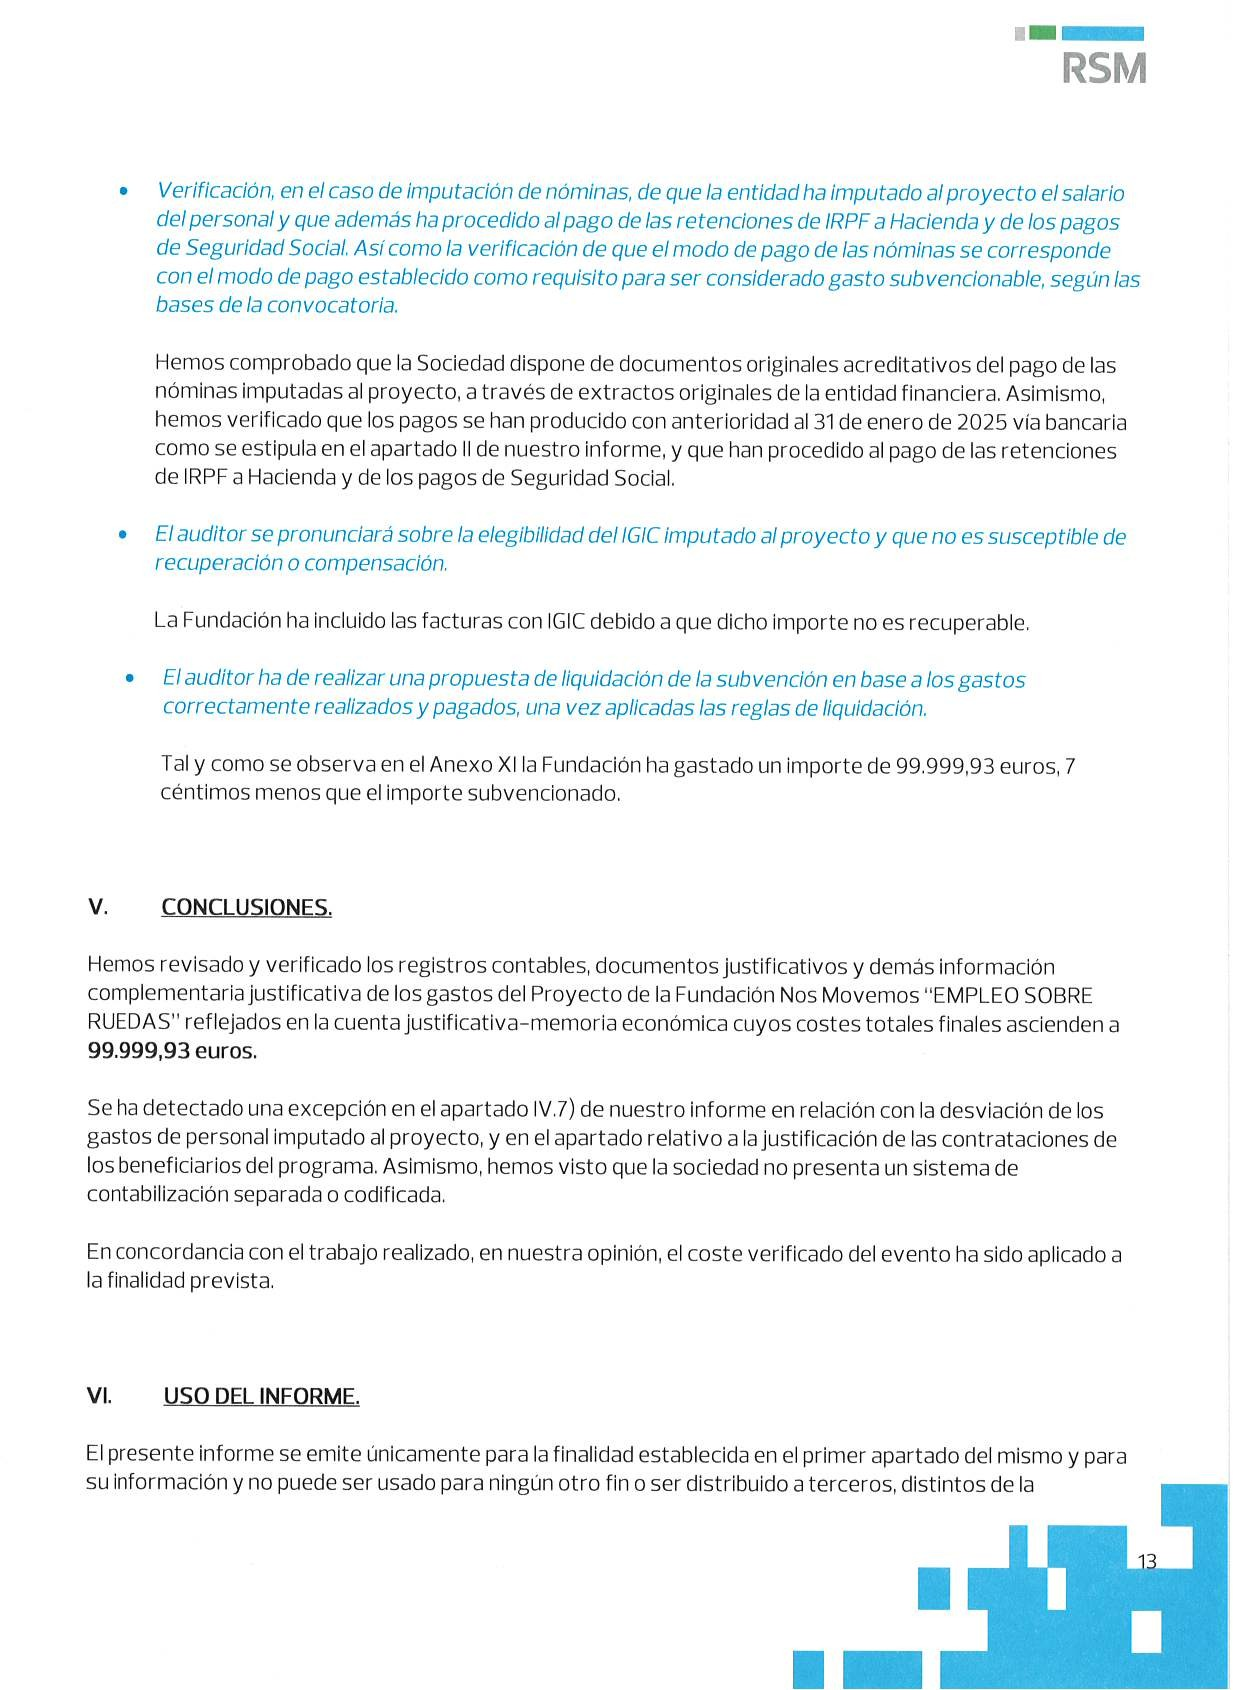 RSM
• Verificación, en el caso de imputación de nóminas, de que la entidad ha imputado al proyecto el salario
del personal y que además ha procedido al pago de las retenciones de IRPF a Hacienda y de los pagos
de Seguridad Social. Así como la verificación de que el modo de pago de las nóminas se corresponde
con el modo de pago establecido como requisito para ser considerado gasto subvencionable, según las
bases de la convocatoria.
Hemos comprobado que la Sociedad dispone de documentos originales acreditativos del pago de las
nóminas imputadas al proyecto, a través de extractos originales de la entidad financiera. Asimismo,
hemos verificado que los pagos se han producido con anterioridad al 31 de enero de 2025 vía bancaria
como se estipula en el apartado II de nuestro informe, y que han procedido al pago de las retenciones
de IRPF a Hacienda y de los pagos de Seguridad Social.
• El auditor se pronunciará sobre la elegibilidad del IGIC imputado al proyecto y que no es susceptible de
recuperación o compensación.
La Fundación ha incluido las facturas con IGIC debido a que dicho importe no es recuperable.
• El auditor ha de realizar una propuesta de liquidación de la subvención en base a los gastos
correctamente realizados y pagados, una vez aplicadas las reglas de liquidación.
Tal y como se observa en el Anexo XI la Fundación ha gastado un importe de 99.999,93 euros, 7
céntimos menos que el importe subvencionado.
V. CONCLUSIONES.
Hemos revisado y verificado los registros contables, documentos justificativos y demás información
complementaria justificativa de los gastos del Proyecto de la Fundación Nos Movemos "EMPLEO SOBRE
RUEDAS" reflejados en la cuenta justificativa-memoria económica cuyos costes totales finales ascienden a
99.999,93 euros.
Se ha detectado una excepción en el apartado IV.7) de nuestro informe en relación con la desviación de los
gastos de personal imputado al proyecto, y en el apartado relativo a la justificación de las contrataciones de
los beneficiarios del programa. Asimismo, hemos visto que la sociedad no presenta un sistema de
contabilización separada o codificada.
En concordancia con el trabajo realizado, en nuestra opinión, el coste verificado del evento ha sido aplicado a
la finalidad prevista.
VI. USO DEL INFORME.
El presente informe se emite únicamente para la finalidad establecida en el primer apartado del mismo y para
su información y no puede ser usado para ningún otro fin o ser distribuido a terceros, distintos de la
13